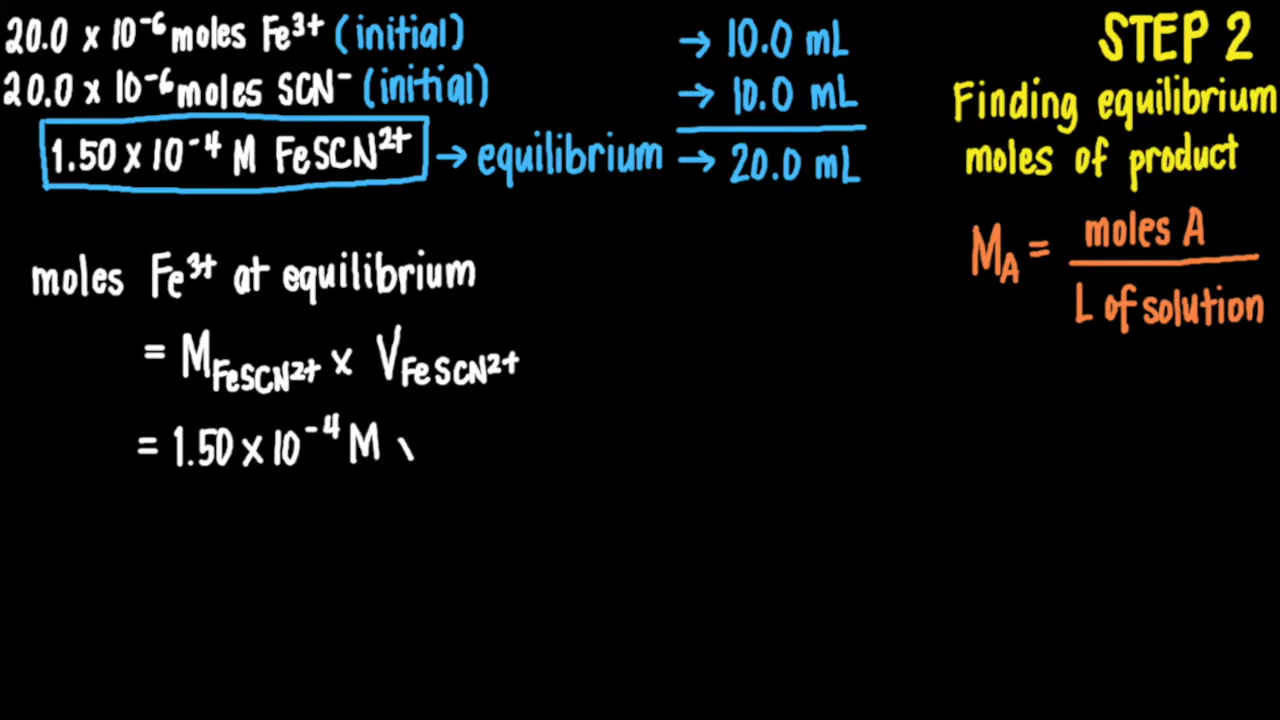 20.0 x 10⁻⁶ moles Fe³⁺ (initial) → 10.0 mL
20.0 x 10⁻⁶ moles SCN⁻ (initial) → 10.0 mL
1.50 x 10⁻⁴ M FeSCN²⁺ → equilibrium → 20.0 mL
STEP 2
Finding equilibrium
moles of product
M_A = moles A
L of solution
moles Fe³⁺ at equilibrium
= M_FeSCN²⁺ x V_FeSCN²⁺
= 1.50 x 10⁻⁴ M \